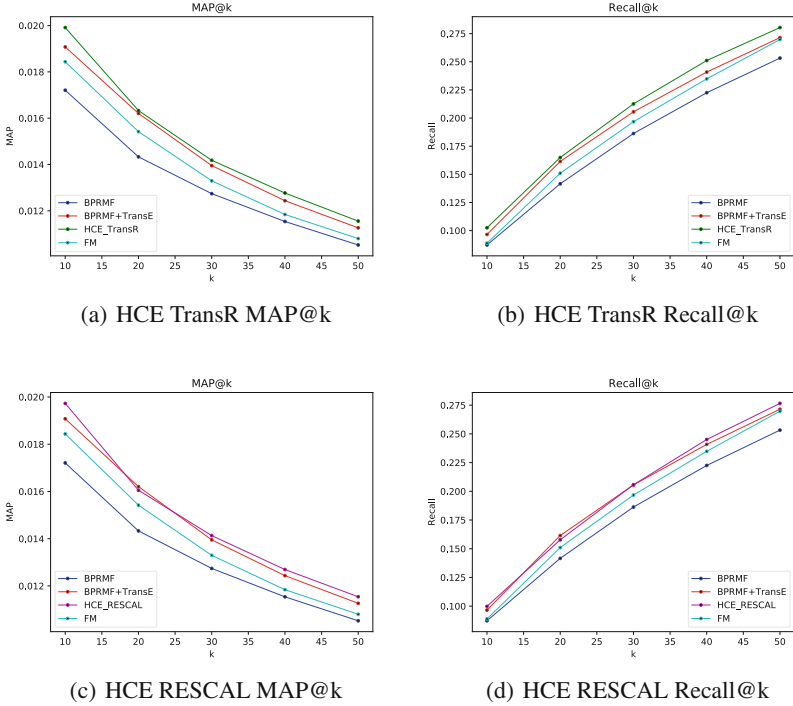 MAP@k
0.020
0.018
0.016
0.014
0.012
MAP
BPRMF
BPRMF+TransE
HCE_TransR
FM
10 15 20 25 30 35 40 45 50
k
(a) HCE TransR MAP@k
Recall@k
0.275
0.250
0.225
0.200
0.175
0.150
0.125
0.100
Recall
BPRMF
BPRMF+TransE
HCE_TransR
FM
10 15 20 25 30 35 40 45 50
k
(b) HCE TransR Recall@k
MAP@k
0.020
0.018
0.016
0.014
0.012
MAP
BPRMF
BPRMF+TransE
HCE_RESCAL
FM
10 15 20 25 30 35 40 45 50
k
(c) HCE RESCAL MAP@k
Recall@k
0.275
0.250
0.225
0.200
0.175
0.150
0.125
0.100
Recall
BPRMF
BPRMF+TransE
HCE_RESCAL
FM
10 15 20 25 30 35 40 45 50
k
(d) HCE RESCAL Recall@k